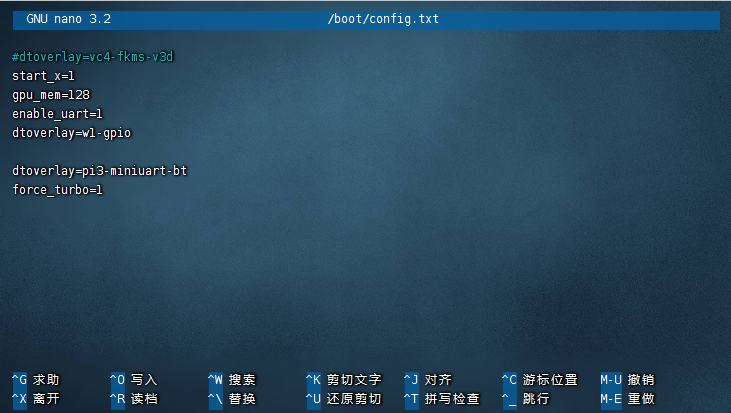 GNU nano 3.2 /boot/config.txt
#dtoverlay=vc4-fkms-v3d
start_x=1
gpu_mem=128
enable_uart=1
dtoverlay=w1-gpio
dtoverlay=pi3-miniuart-bt
force_turbo=1
^G 求助 ^O 写入 ^W 搜索 ^K 剪切文字 ^J 对齐 ^C 游标位置 M-U 撤销
^X 离开 ^R 读档 ^\ 替换 ^U 还原剪切 ^T 拼写检查 ^_ 跳行 M-E 重做